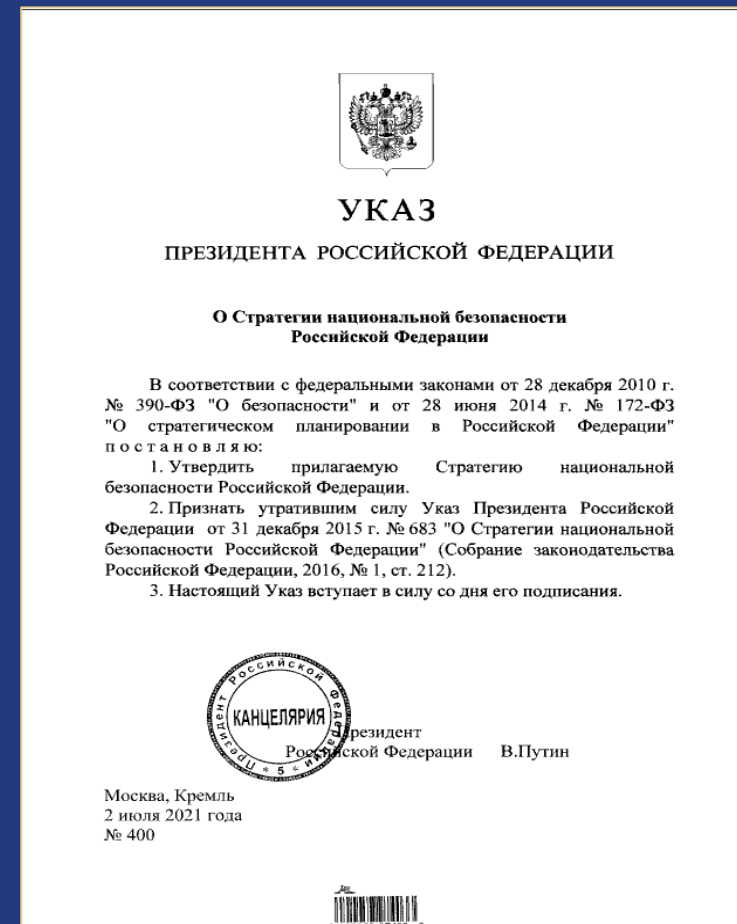 УКАЗ
ПРЕЗИДЕНТА РОССИЙСКОЙ ФЕДЕРАЦИИ
О Стратегии национальной безопасности
Российской Федерации
В соответствии с федеральными законами от 28 декабря 2010 г.
№ 390-ФЗ "О безопасности" и от 28 июня 2014 г. № 172-ФЗ
"О стратегическом планировании в Российской Федерации"
п о с т а н о в л я ю:
1. Утвердить прилагаемую Стратегию национальной
безопасности Российской Федерации.
2. Признать утратившим силу Указ Президента Российской
Федерации от 31 декабря 2015 г. № 683 "О Стратегии национальной
безопасности Российской Федерации" (Собрание законодательства
Российской Федерации, 2016, № 1, ст. 212).
3. Настоящий Указ вступает в силу со дня его подписания.
Президент Российской Федерации
КАНЦЕЛЯРИЯ
* 5 *
Президент
Российской Федерации В.Путин
Москва, Кремль
2 июля 2021 года
№ 400